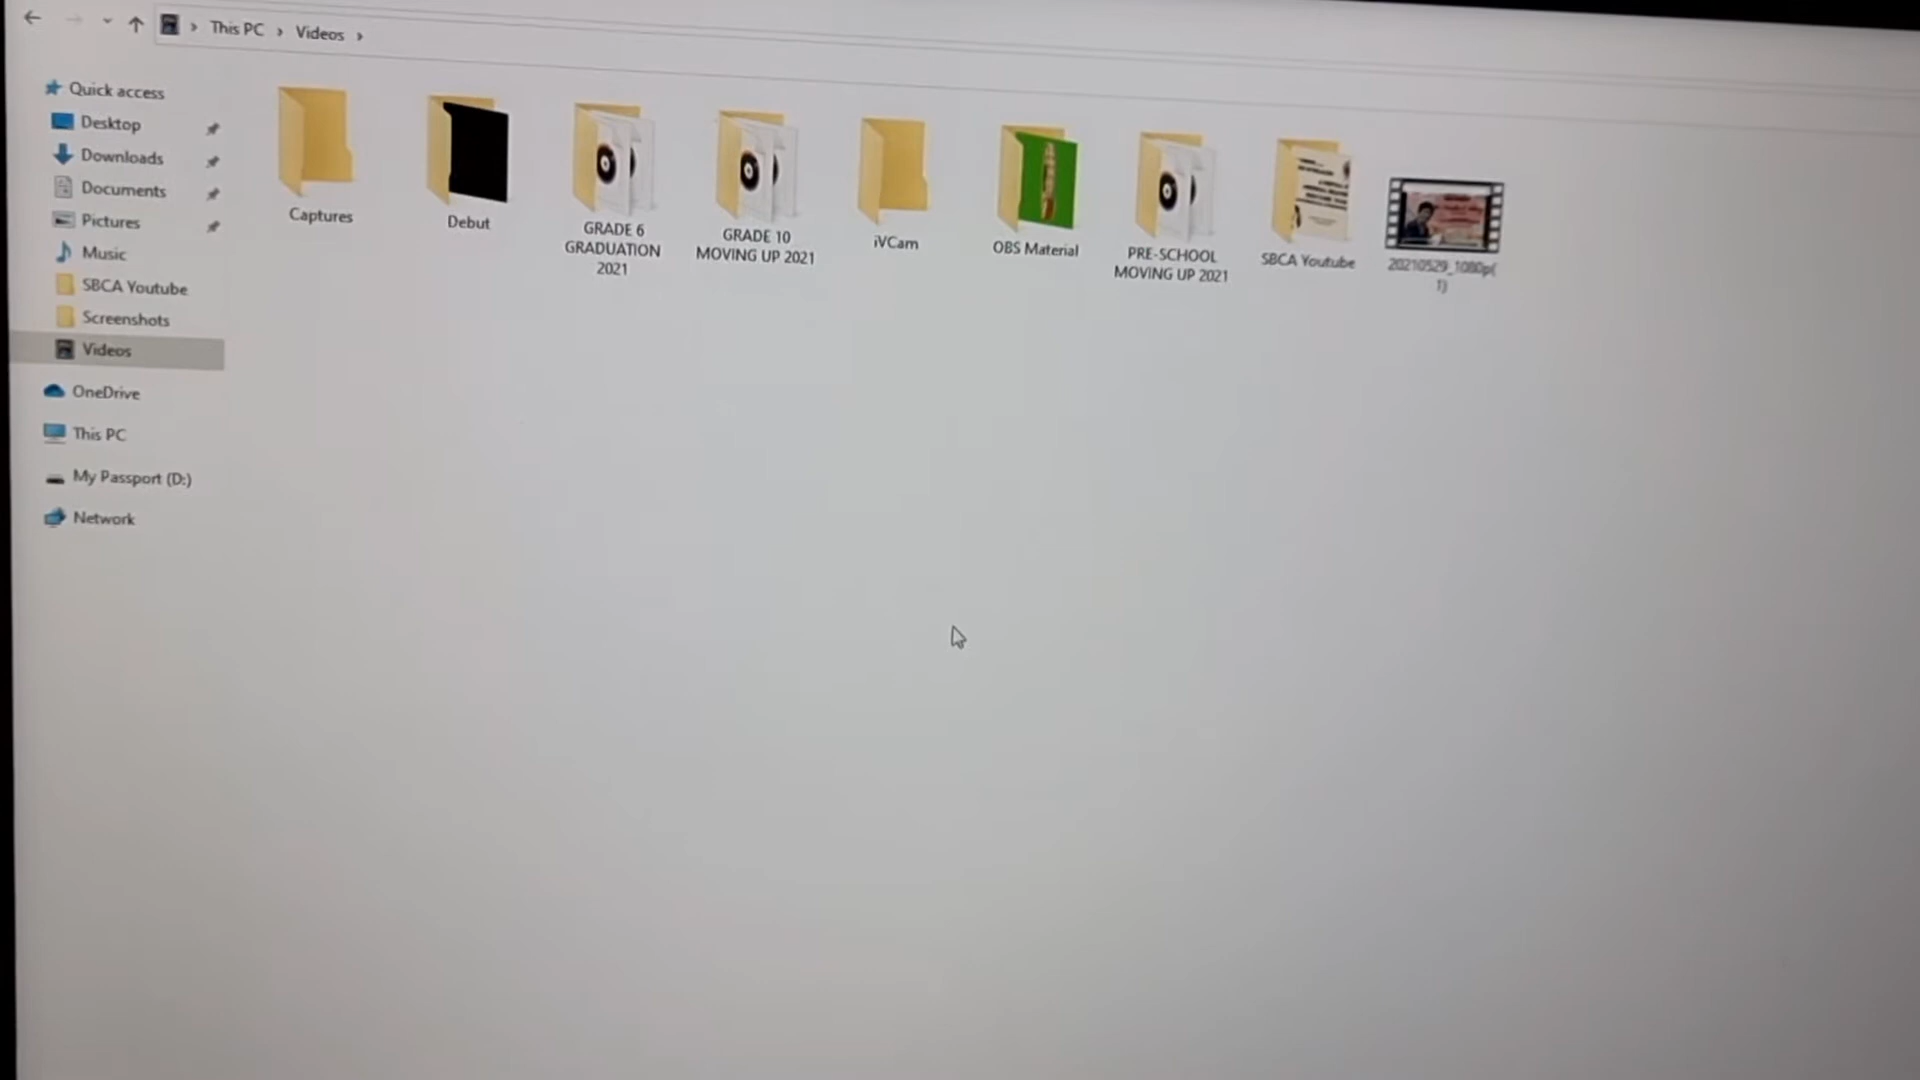 This PC > Videos >
Quick access
Desktop
Downloads
Documents
Pictures
Music
SBCA Youtube
Screenshots
Videos
OneDrive
This PC
My Passport (D:)
Network
Captures
Debut
GRADE 6
GRADUATION
2021
GRADE 10
MOVING UP 2021
iVCam
OBS Material
PRE-SCHOOL
MOVING UP 2021
SBCA Youtube
20210529_1080p(
1)